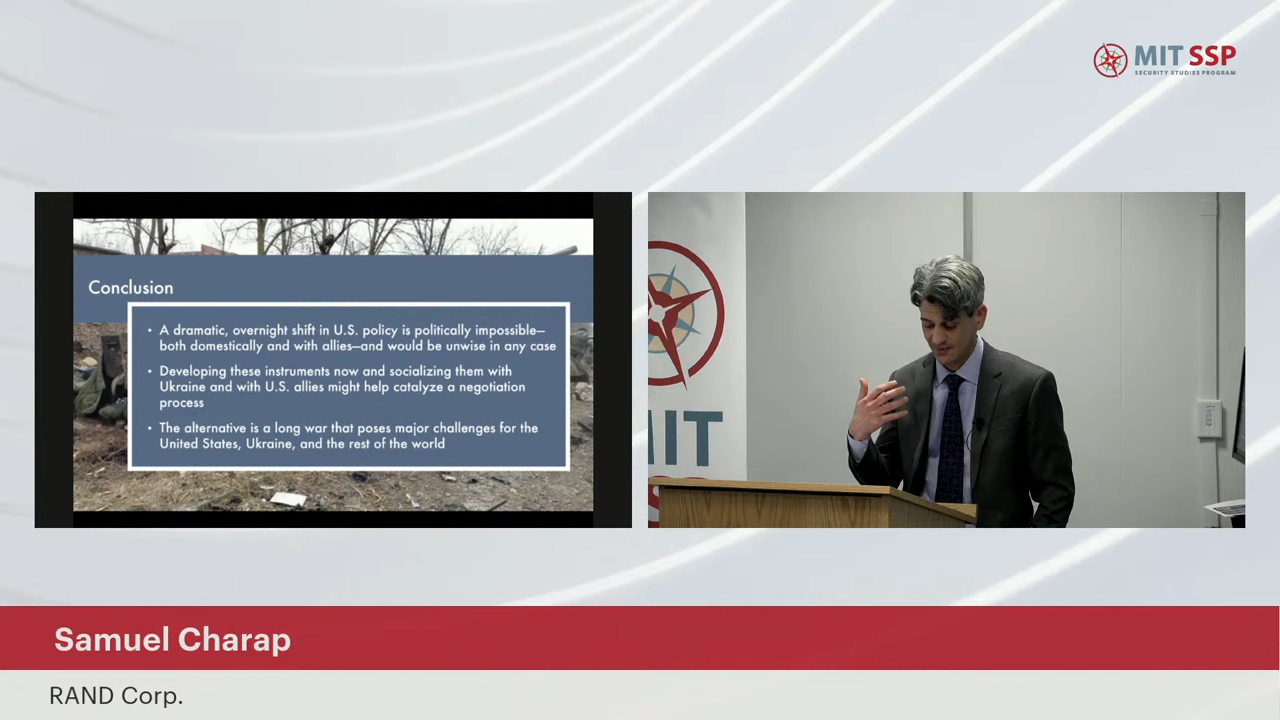 MIT SSP
SECURITY STUDIES PROGRAM
Conclusion
• A dramatic, overnight shift in U.S. policy is politically impossible—
both domestically and with allies—and would be unwise in any case
• Developing these instruments now and socializing them with
Ukraine and with U.S. allies might help catalyze a negotiation
process
• The alternative is a long war that poses major challenges for the
United States, Ukraine, and the rest of the world
MIT
Samuel Charap
RAND Corp.